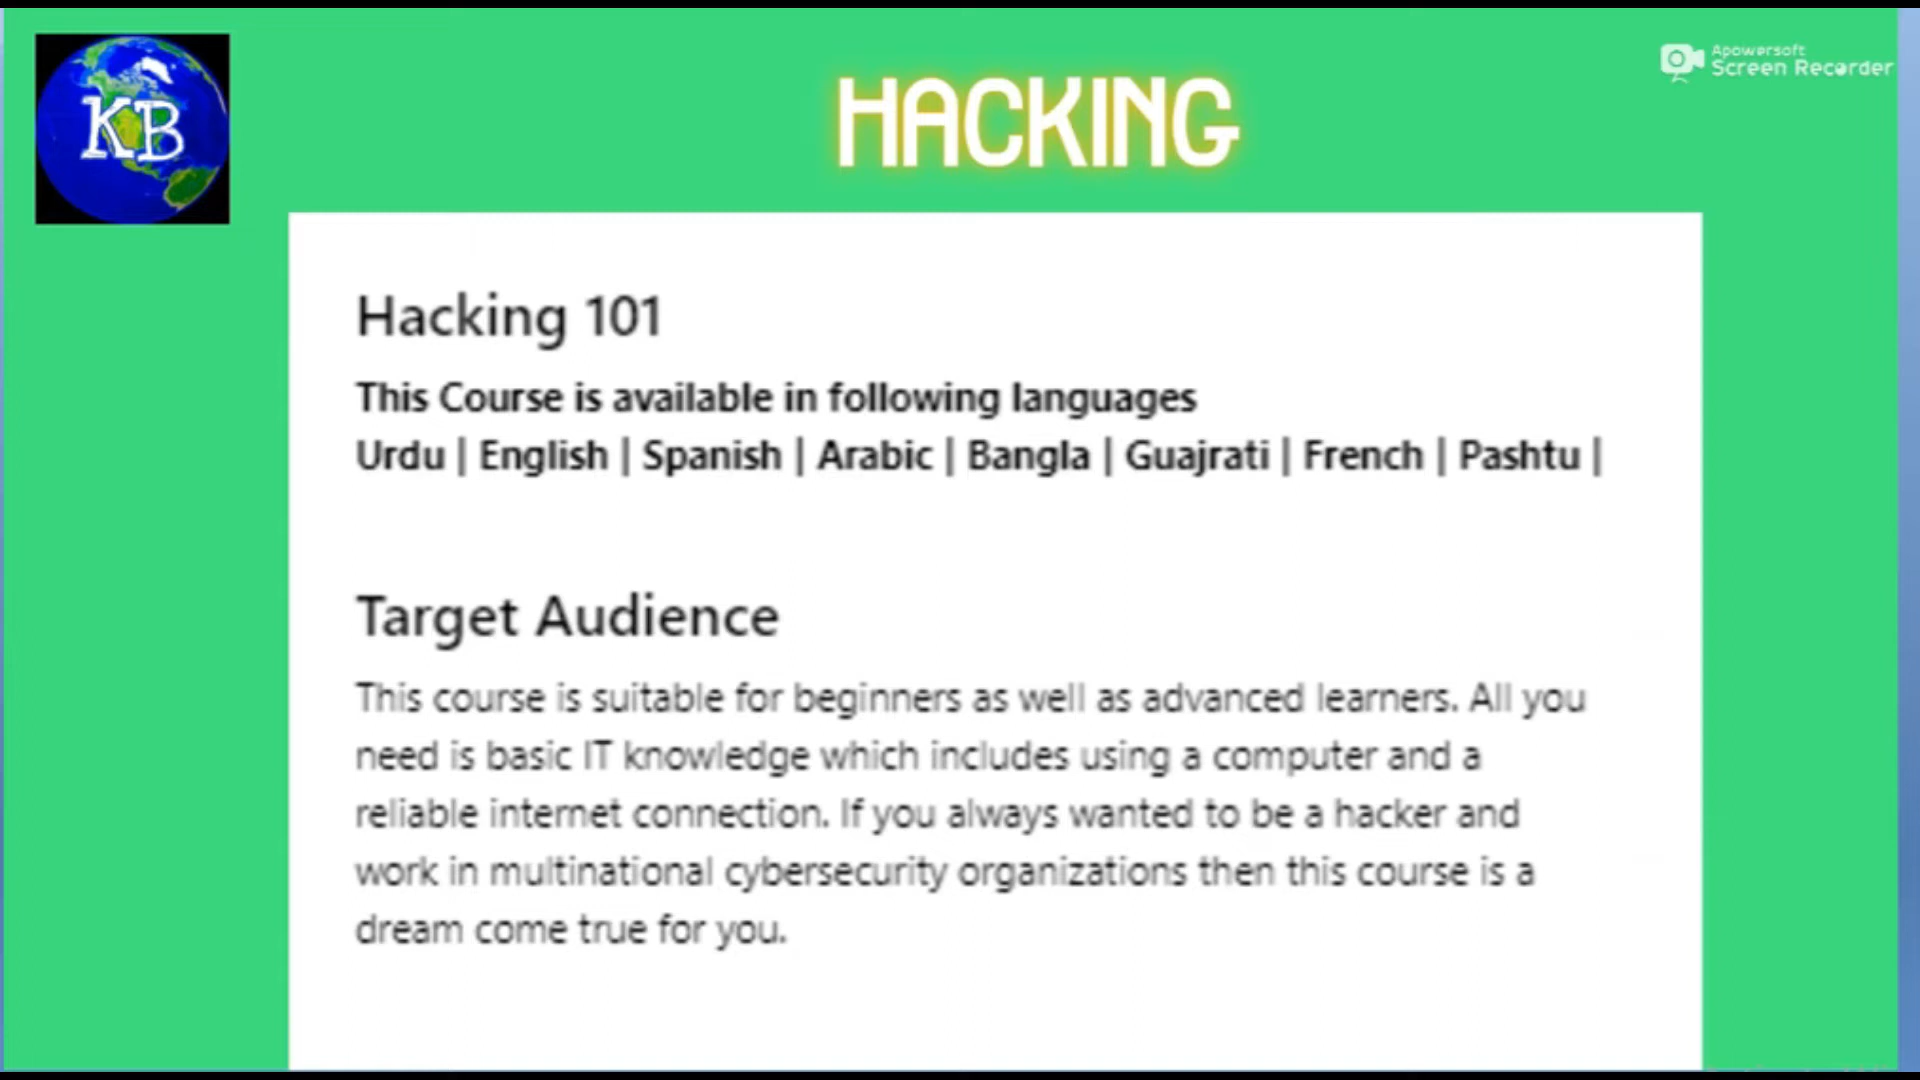 KB
HACKING
Apowersoft
Screen Recorder
Hacking 101
This Course is available in following languages
Urdu | English | Spanish | Arabic | Bangla | Guajrati | French | Pashtu |
Target Audience
This course is suitable for beginners as well as advanced learners. All you
need is basic IT knowledge which includes using a computer and a
reliable internet connection. If you always wanted to be a hacker and
work in multinational cybersecurity organizations then this course is a
dream come true for you.